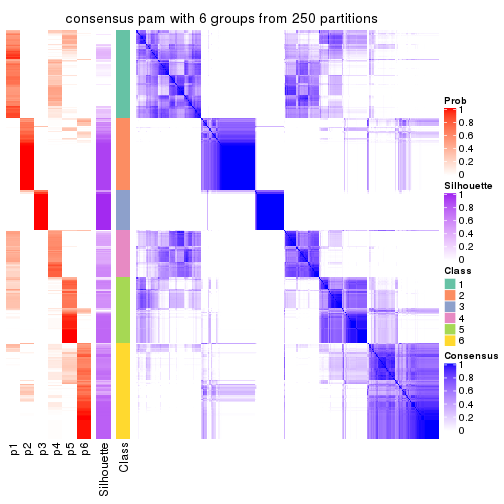 consensus pam with 6 groups from 250 partitions
Prob
1
0.8
0.6
0.4
0.2
0
Silhouette
1
0.8
0.6
0.4
0.2
0
Class
1
2
3
4
5
6
Consensus
1
0.8
0.6
0.4
0.2
0
p1
p2
p3
p4
p5
p6
Silhouette
Class